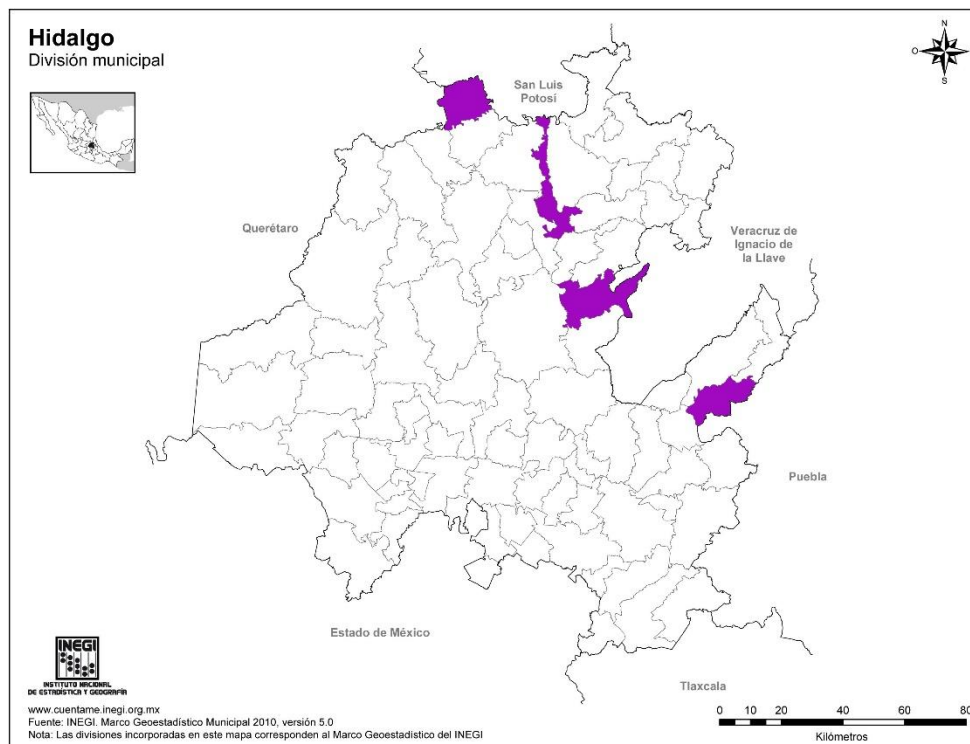 Hidalgo
División municipal
N
O
E
S
San Luis
Potosí
Querétaro
Veracruz de
Ignacio de
la Llave
Puebla
Estado de México
Tlaxcala
INEGI
INSTITUTO NACIONAL
DE ESTADÍSTICA Y GEOGRAFÍA
www.cuentame.inegi.org.mx
Fuente: INEGI. Marco Geoestadístico Municipal 2010, versión 5.0
Nota: Las divisiones incorporadas en este mapa corresponden al Marco Geoestadístico del INEGI
0 10 20 40 60 80
Kilómetros